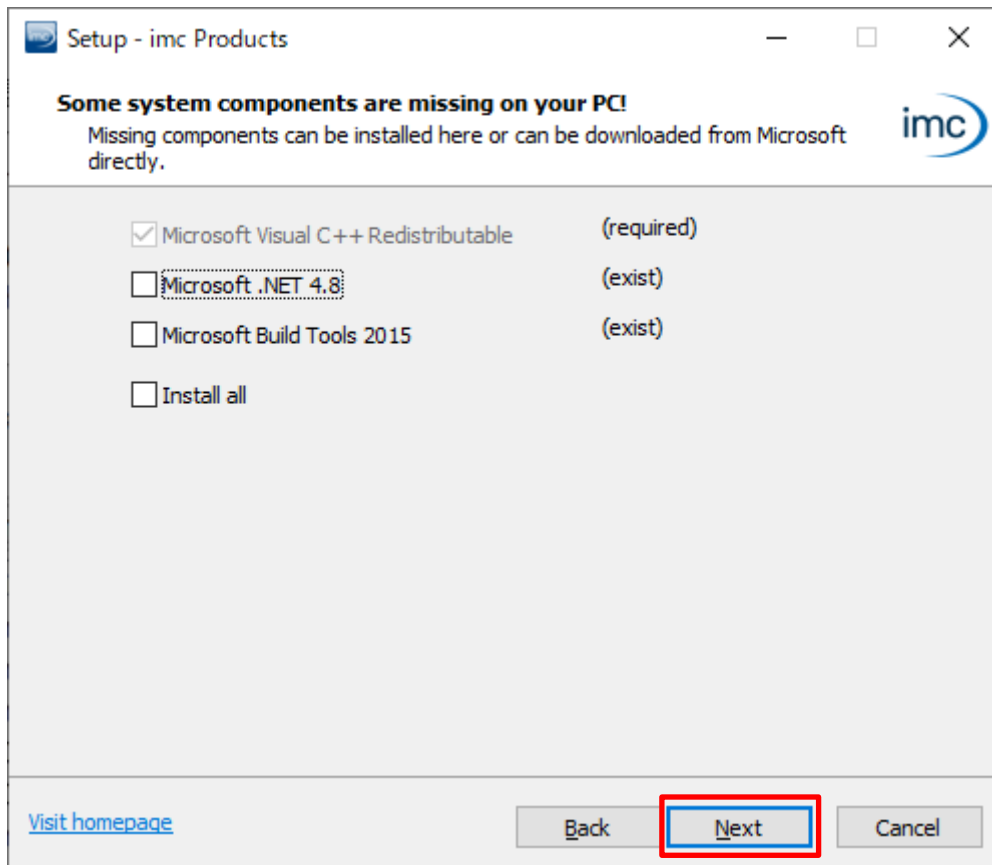 Setup - imc Products
Some system components are missing on your PC!
Missing components can be installed here or can be downloaded from Microsoft
directly.
imc
Microsoft Visual C++ Redistributable (required)
Microsoft .NET 4.8 (exist)
Microsoft Build Tools 2015 (exist)
Install all
Visit homepage Back Next Cancel